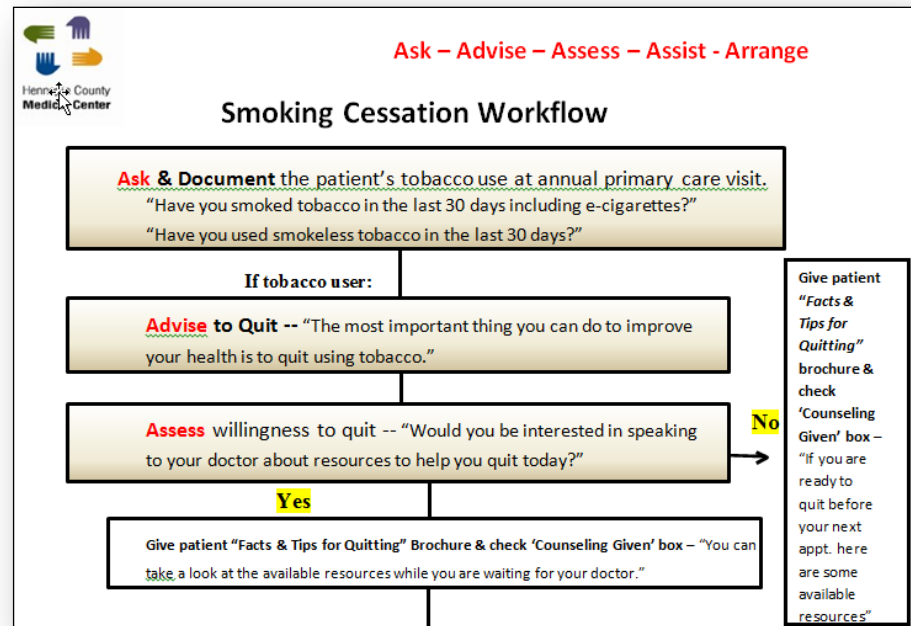 Ask – Advise – Assess – Assist - Arrange
County
Medic Center
Smoking Cessation Workflow
Ask & Document the patient’s tobacco use at annual primary care visit.
“Have you smoked tobacco in the last 30 days including e-cigarettes?”
“Have you used smokeless tobacco in the last 30 days?”
If tobacco user:
Advise to Quit -- “The most important thing you can do to improve
your health is to quit using tobacco.”
Assess willingness to quit -- “Would you be interested in speaking
to your doctor about resources to help you quit today?”
No
Give patient
“Facts &
Tips for
Quitting”
brochure &
check
‘Counseling
Given’ box –
“If you are
ready to
quit before
your next
appt. here
are some
available
resources”
Yes
Give patient “Facts & Tips for Quitting” Brochure & check ‘Counseling Given’ box – “You can
take a look at the available resources while you are waiting for your doctor.”